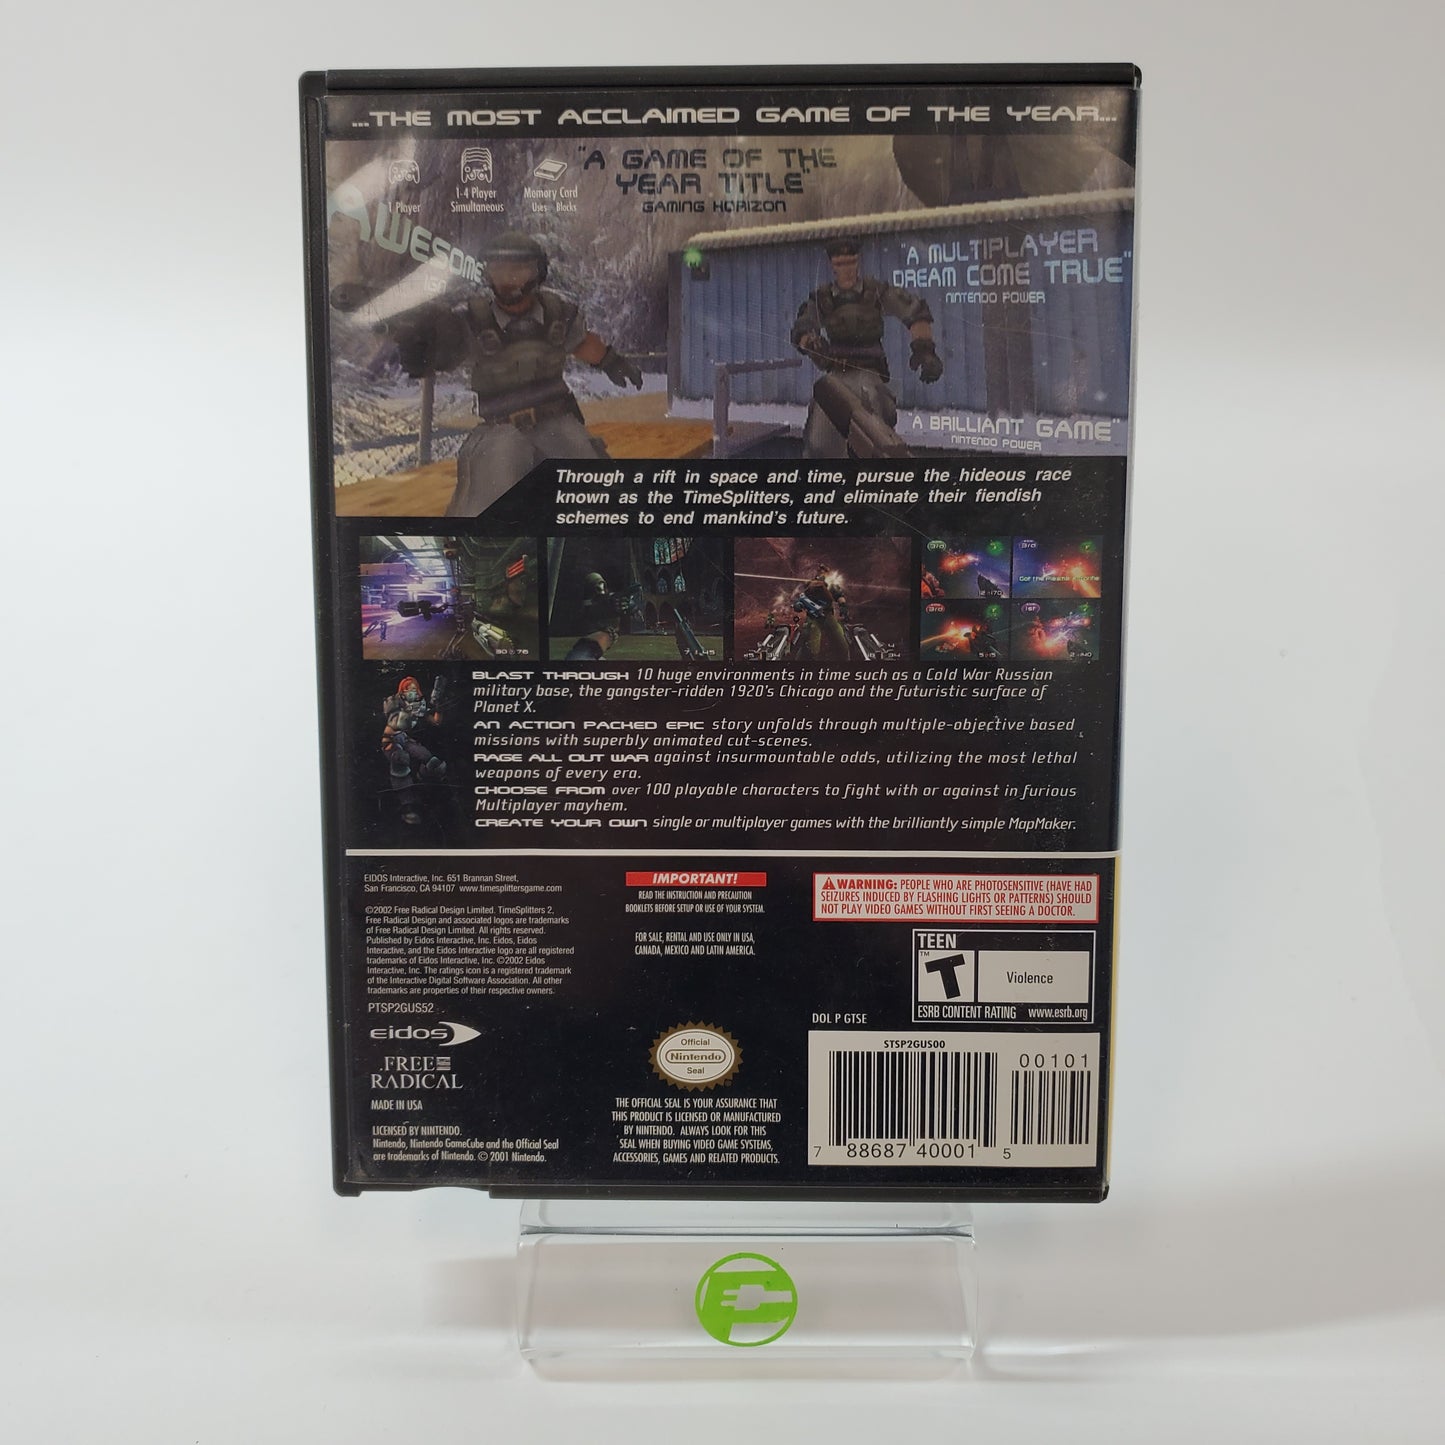 ...THE MOST ACCLAIMED GAME OF THE YEAR...
1 Player
1-4 Player
Simultaneous
Memory Card
Uses Blocks
"A GAME OF THE
YEAR TITLE"
GAMING HORIZON
AWESOME"
IGN
"A MULTIPLAYER
DREAM COME TRUE"
NINTENDO POWER
"A BRILLIANT GAME"
NINTENDO POWER
Through a rift in space and time, pursue the hideous race
known as the TimeSplitters, and eliminate their fiendish
schemes to end mankind's future.
BLAST THROUGH 10 huge environments in time such as a Cold War Russian
military base, the gangster-ridden 1920's Chicago and the futuristic surface of
Planet X.
AN ACTION PACKED EPIC story unfolds through multiple-objective based
missions with superbly animated cut-scenes.
RAGE ALL OUT WAR against insurmountable odds, utilizing the most lethal
weapons of every era.
CHOOSE FROM over 100 playable characters to fight with or against in furious
Multiplayer mayhem.
CREATE YOUR OWN single or multiplayer games with the brilliantly simple MapMaker.
EIDOS Interactive, Inc. 651 Brannan Street,
San Francisco, CA 94107 www.timesplittersgame.com
©2002 Free Radical Design Limited. TimeSplitters 2,
Free Radical Design and associated logos are trademarks
of Free Radical Design Limited. All rights reserved.
Published by Eidos Interactive, Inc. Eidos, Eidos
Interactive, and the Eidos Interactive logo are all registered
trademarks of Eidos Interactive, Inc. ©2002 Eidos
Interactive, Inc. The ratings icon is a registered trademark
of the Interactive Digital Software Association. All other
trademarks are properties of their respective owners.
PTSP2GUS52
eidos
FREE
RADICAL
MADE IN USA
LICENSED BY NINTENDO.
Nintendo, Nintendo GameCube and the Official Seal
are trademarks of Nintendo. © 2001 Nintendo.
IMPORTANT!
READ THE INSTRUCTION AND PRECAUTION
BOOKLETS BEFORE SETUP OR USE OF YOUR SYSTEM.
FOR SALE, RENTAL AND USE ONLY IN USA,
CANADA, MEXICO AND LATIN AMERICA.
Official
Nintendo
Seal
THE OFFICIAL SEAL IS YOUR ASSURANCE THAT
THIS PRODUCT IS LICENSED OR MANUFACTURED
BY NINTENDO. ALWAYS LOOK FOR THIS
SEAL WHEN BUYING VIDEO GAME SYSTEMS,
ACCESSORIES, GAMES AND RELATED PRODUCTS.
WARNING: PEOPLE WHO ARE PHOTOSENSITIVE (HAVE HAD
SEIZURES INDUCED BY FLASHING LIGHTS OR PATTERNS) SHOULD
NOT PLAY VIDEO GAMES WITHOUT FIRST SEEING A DOCTOR.
TEEN
T
TM
Violence
ESRB CONTENT RATING www.esrb.org
DOL P GTSE
STSP2GUS00
00101
7 88687 40001 5